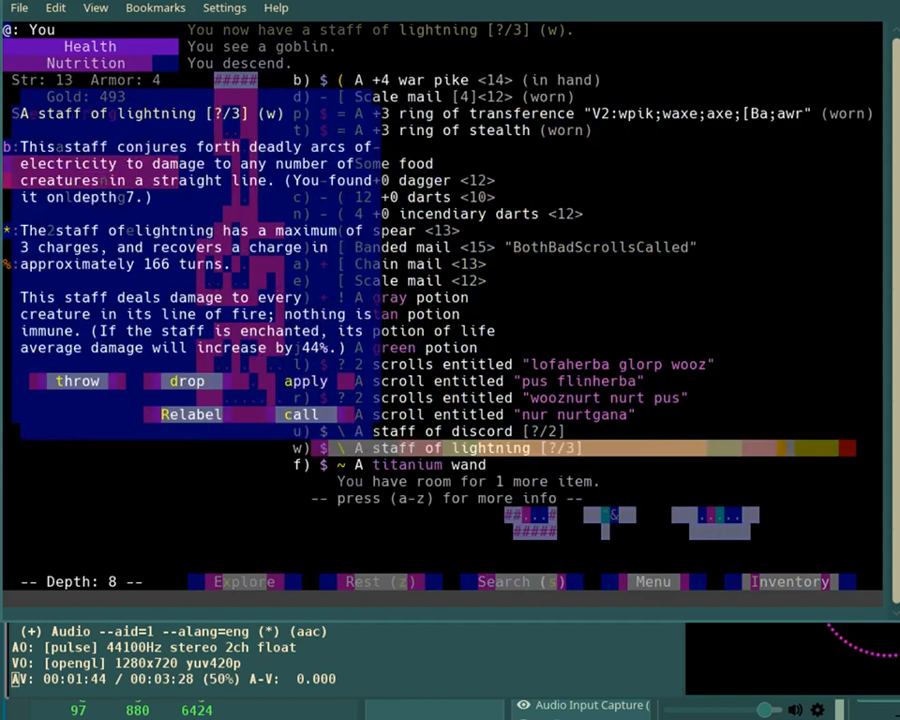 File Edit View Bookmarks Settings Help
@: You
You now have a staff of lightning [?/3] (w).
Health
You see a goblin.
Nutrition
You descend.
Str: 13 Armor: 4
#####
b) $ ( A +4 war pike <14> (in hand)
Gold: 493
d) - [ Scale mail [4]<12> (worn)
A staff of lightning [?/3] (w)
p) $ = A +3 ring of transference "V2:wpik;waxe;axe;[Ba;awr" (worn)
t) $ = A +3 ring of stealth (worn)
This staff conjures forth deadly arcs of
electricity to damage to any number of
Some food
creatures in a straight line. (You found
+0 dagger <12>
it on depth 7.)
c) - ( 12 +0 darts <10>
n) - ( 4 +0 incendiary darts <12>
The staff of lightning has a maximum of
spear <13>
3 charges, and recovers a charge in
[ Banded mail <15> "BothBadScrollsCalled"
approximately 166 turns.
a) + [ Chain mail <13>
e) [ Scale mail <12>
This staff deals damage to every
) + ! A gray potion
creature in its line of fire; nothing is
tan potion
immune. (If the staff is enchanted, its
potion of life
average damage will increase by 44%.)
A green potion
l) $ ? 2 scrolls entitled "lofaherba glorp wooz"
throw drop apply
A scroll entitled "pus flinherba"
r) $ ? 2 scrolls entitled "wooznurt nurt pus"
Relabel call
A scroll entitled "nur nurtgana"
u) $ \ A staff of discord [?/2]
w) $ \ A staff of lightning [?/3]
f) $ ~ A titanium wand
You have room for 1 more item.
-- press (a-z) for more info --
##...#
&
#####
-- Depth: 8 -- Explore Rest (z) Search (s) Menu Inventory
(+) Audio --aid=1 --alang=eng (*) (aac)
AO: [pulse] 44100Hz stereo 2ch float
VO: [opengl] 1280x720 yuv420p
AV: 00:01:44 / 00:03:28 (50%) A-V: 0.000
97 880 6424
Audio Input Capture (